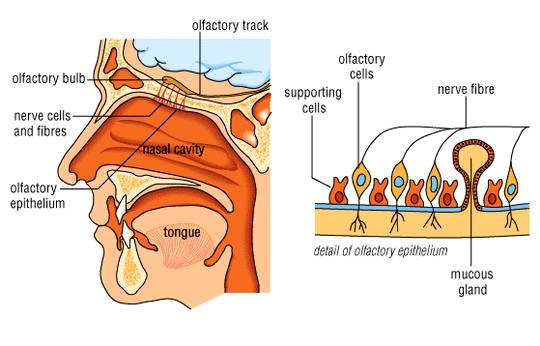 olfactory track
olfactory bulb
nerve cells
and fibres
nasal cavity
olfactory
epithelium
tongue
olfactory
cells
supporting
cells
nerve fibre
detail of olfactory epithelium
mucous
gland